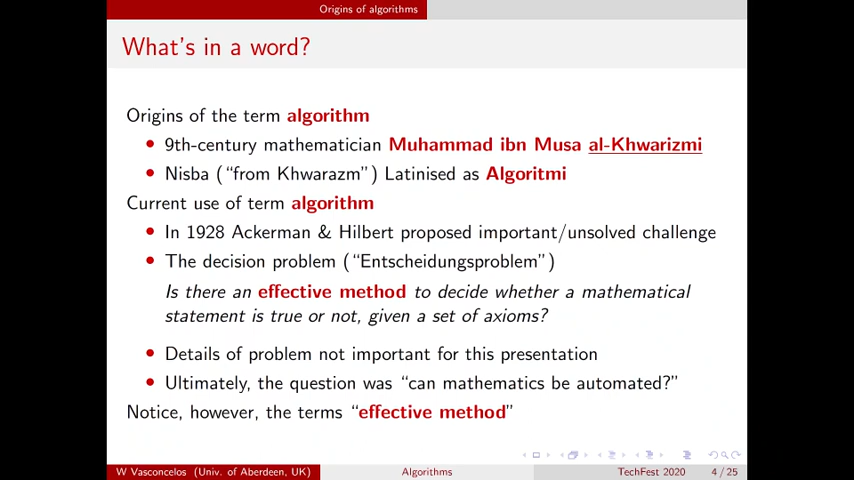 Origins of algorithms
What's in a word?
Origins of the term algorithm
• 9th-century mathematician Muhammad ibn Musa al-Khwarizmi
• Nisba ("from Khwarazm") Latinised as Algoritmi
Current use of term algorithm
• In 1928 Ackerman & Hilbert proposed important/unsolved challenge
• The decision problem ("Entscheidungsproblem")
Is there an effective method to decide whether a mathematical
statement is true or not, given a set of axioms?
• Details of problem not important for this presentation
• Ultimately, the question was "can mathematics be automated?"
Notice, however, the terms "effective method"
W Vasconcelos (Univ. of Aberdeen, UK) Algorithms TechFest 2020 4 / 25